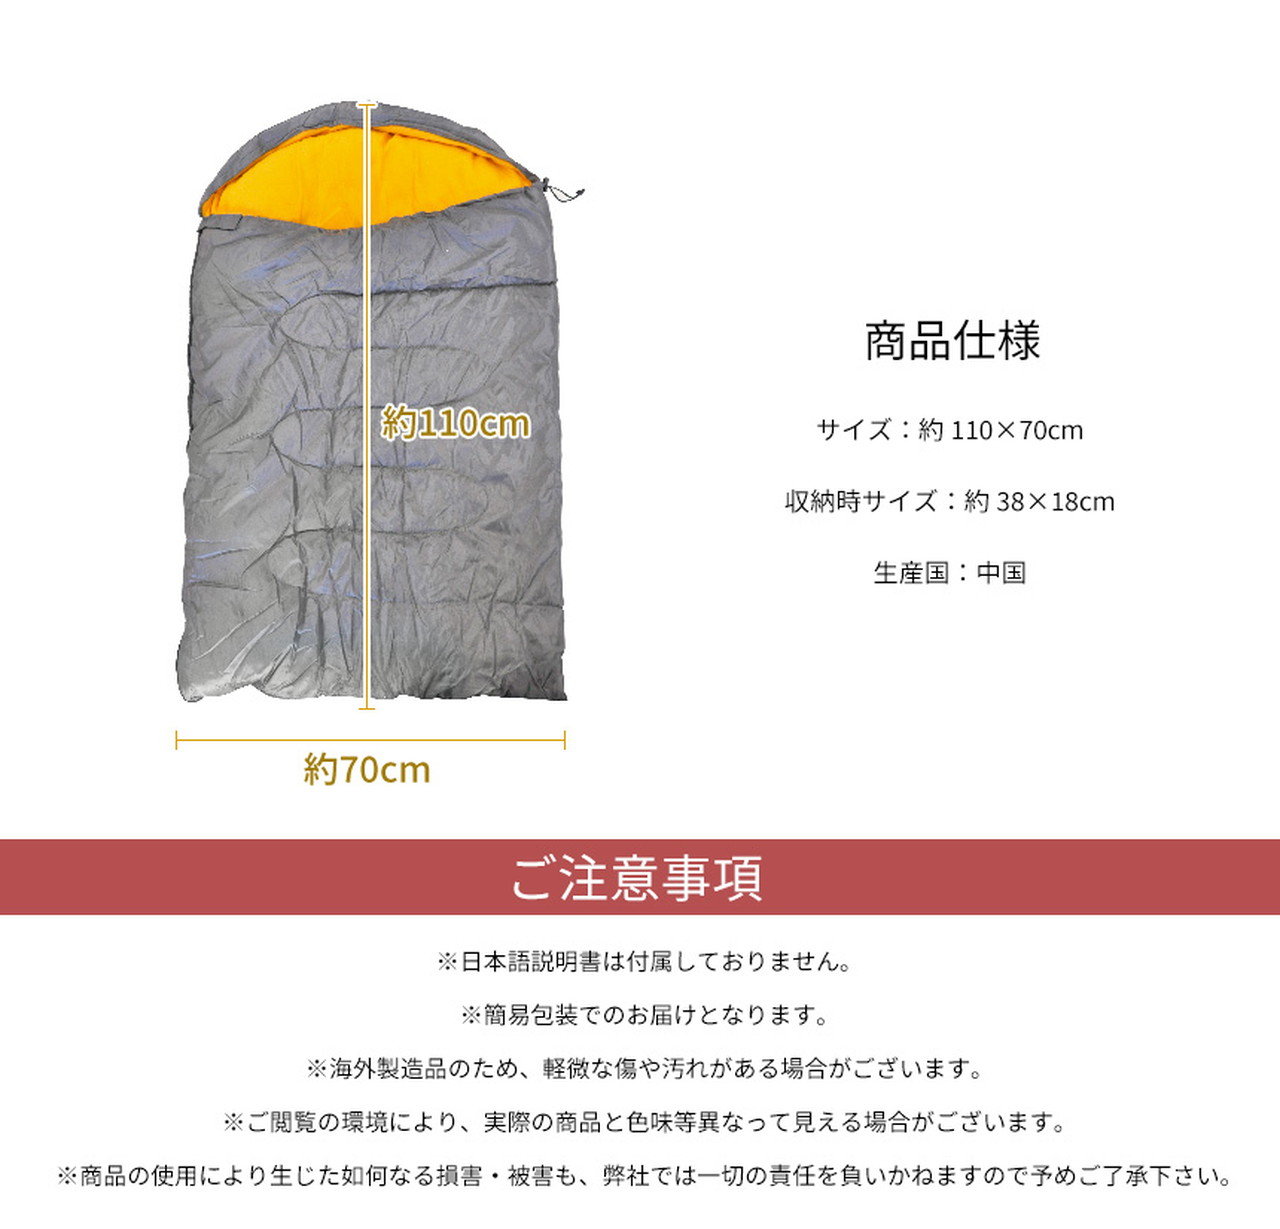 約110cm
約70cm
商品仕様
サイズ：約 110×70cm
収納時サイズ：約 38×18cm
生産国：中国
ご注意事項
※日本語説明書は付属しておりません。
※簡易包装でのお届けとなります。
※海外製造品のため、軽微な傷や汚れがある場合がございます。
※ご閲覧の環境により、実際の商品と色味等異なって見える場合がございます。
※商品の使用により生じた如何なる損害・被害も、弊社では一切の責任を負いかねますので予めご了承下さい。